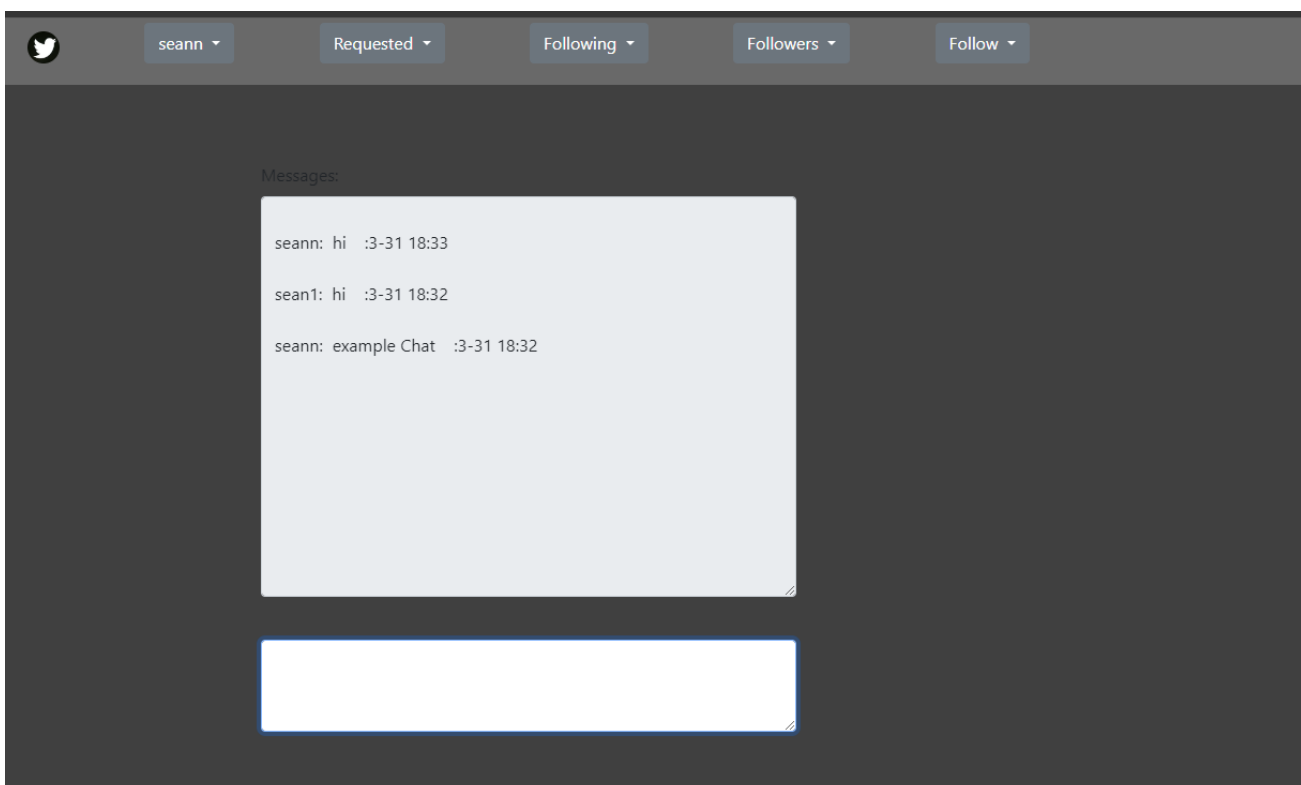 seann Requested Following Followers Follow
Messages:
seann: hi :3-31 18:33
sean1: hi :3-31 18:32
seann: example Chat :3-31 18:32